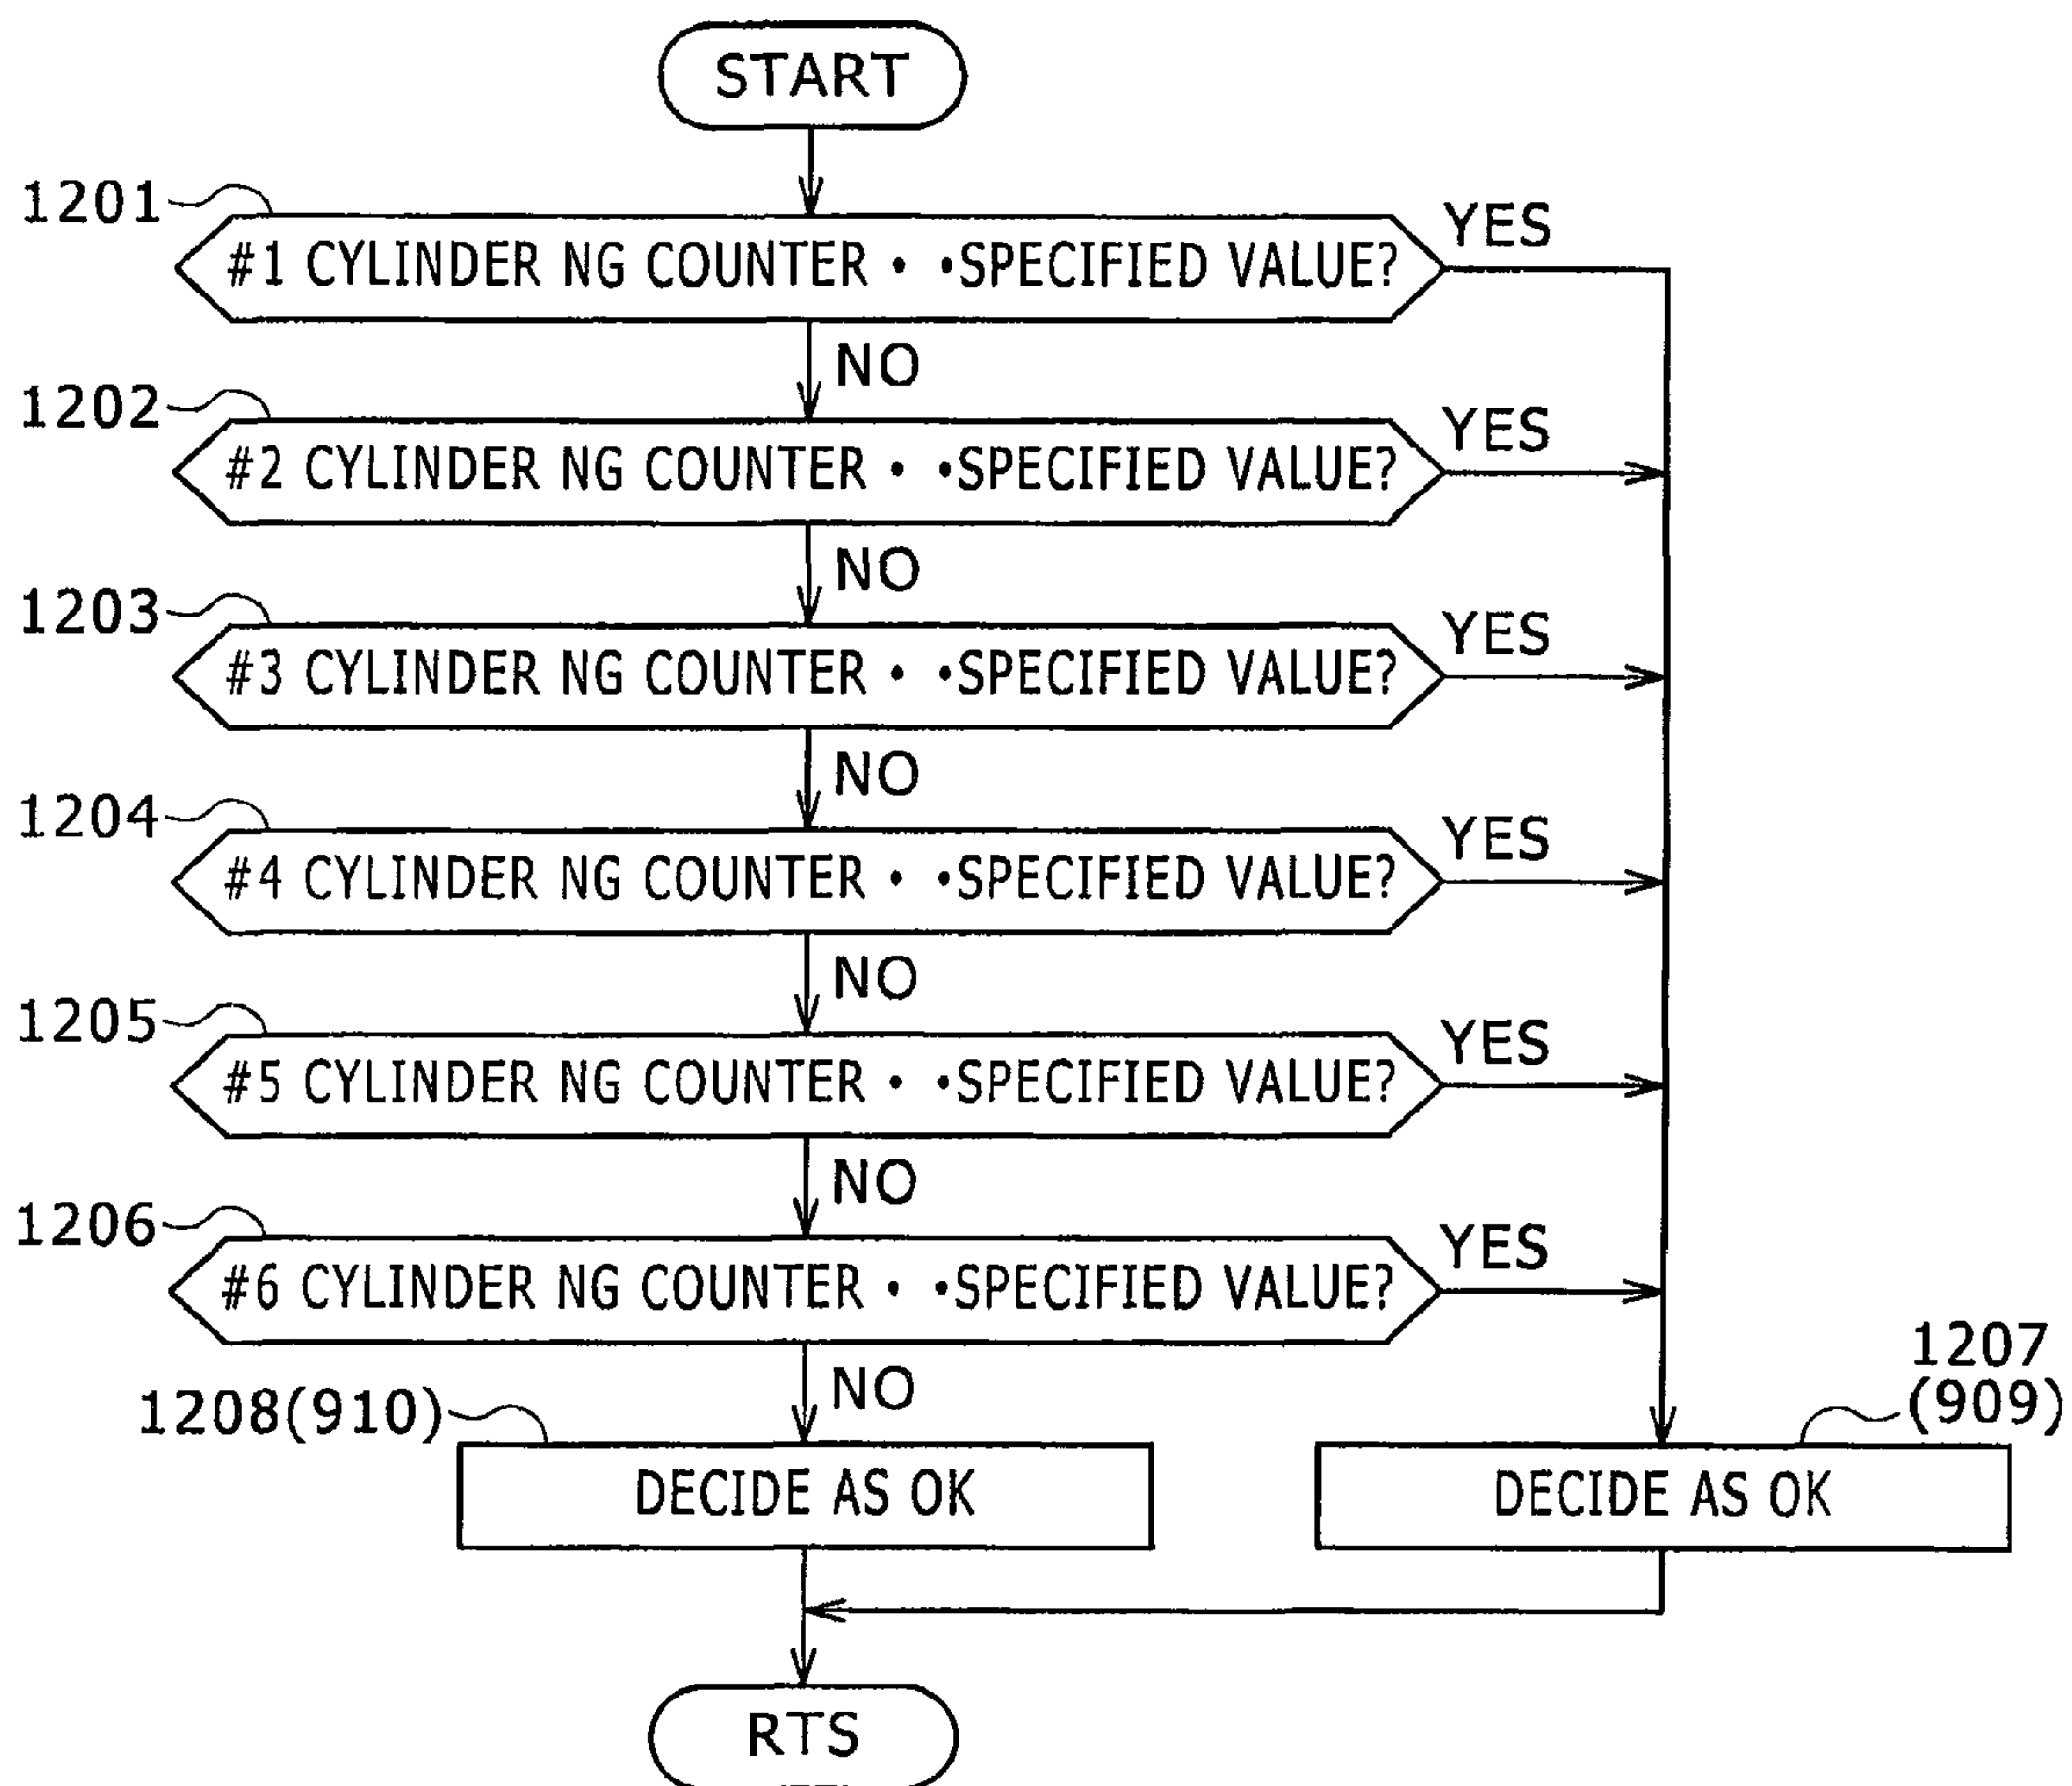 START
1201
#1 CYLINDER NG COUNTER • •SPECIFIED VALUE?
YES
NO
1202
#2 CYLINDER NG COUNTER • •SPECIFIED VALUE?
YES
NO
1203
#3 CYLINDER NG COUNTER • •SPECIFIED VALUE?
YES
NO
1204
#4 CYLINDER NG COUNTER • •SPECIFIED VALUE?
YES
NO
1205
#5 CYLINDER NG COUNTER • •SPECIFIED VALUE?
YES
NO
1206
#6 CYLINDER NG COUNTER • •SPECIFIED VALUE?
YES
NO
1208(910)
DECIDE AS OK
1207
(909)
DECIDE AS OK
RTS